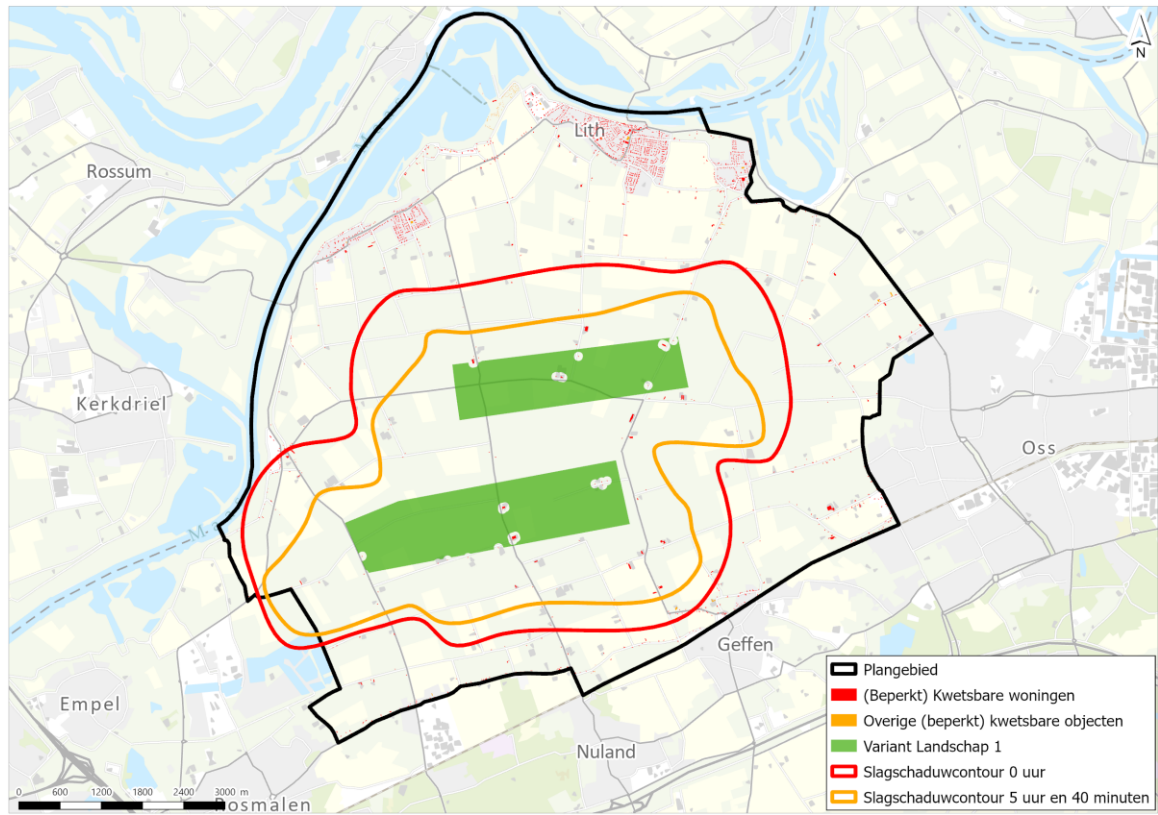 N
Lith
Rossum
Kerkdriel
Oss
M.
Geffen
Empel
Nuland
Rosmalen
0 600 1200 1800 2400 3000 m
Plangebied
(Beperkt) Kwetsbare woningen
Overige (beperkt) kwetsbare objecten
Variant Landschap 1
Slagschaduwcontour 0 uur
Slagschaduwcontour 5 uur en 40 minuten